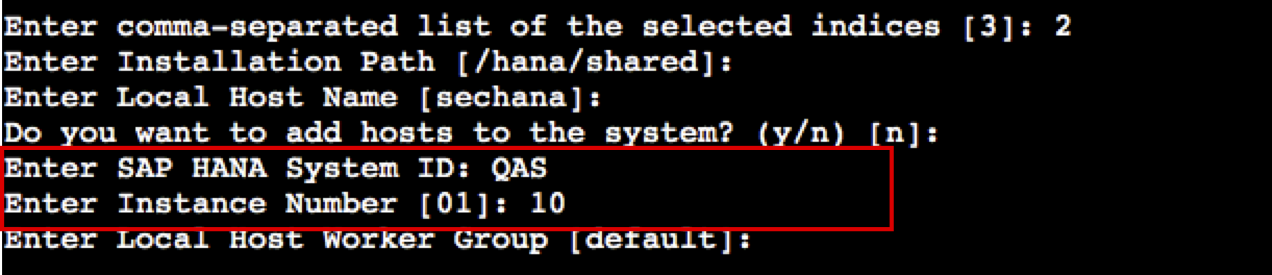 Enter comma-separated list of the selected indices [3]: 2
Enter Installation Path [/hana/shared]:
Enter Local Host Name [sechana]:
Do you want to add hosts to the system? (y/n) [n]:
Enter SAP HANA System ID: QAS
Enter Instance Number [01]: 10
Enter Local Host Worker Group [default]: